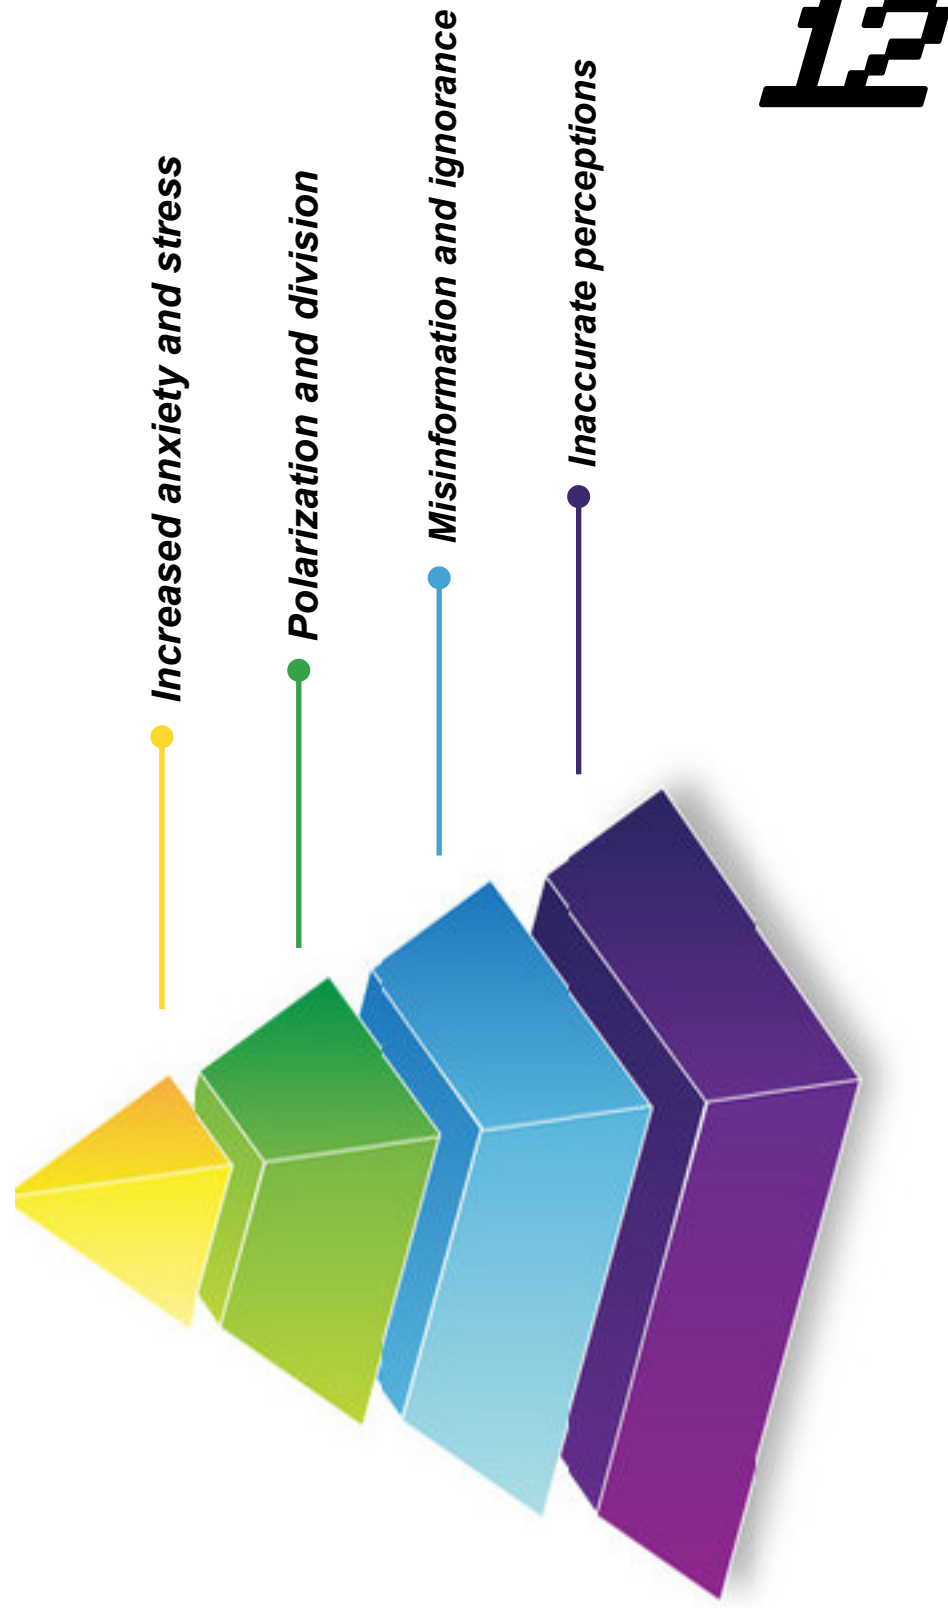 Increased anxiety and stress
Polarization and division
Misinformation and ignorance
Inaccurate perceptions
12